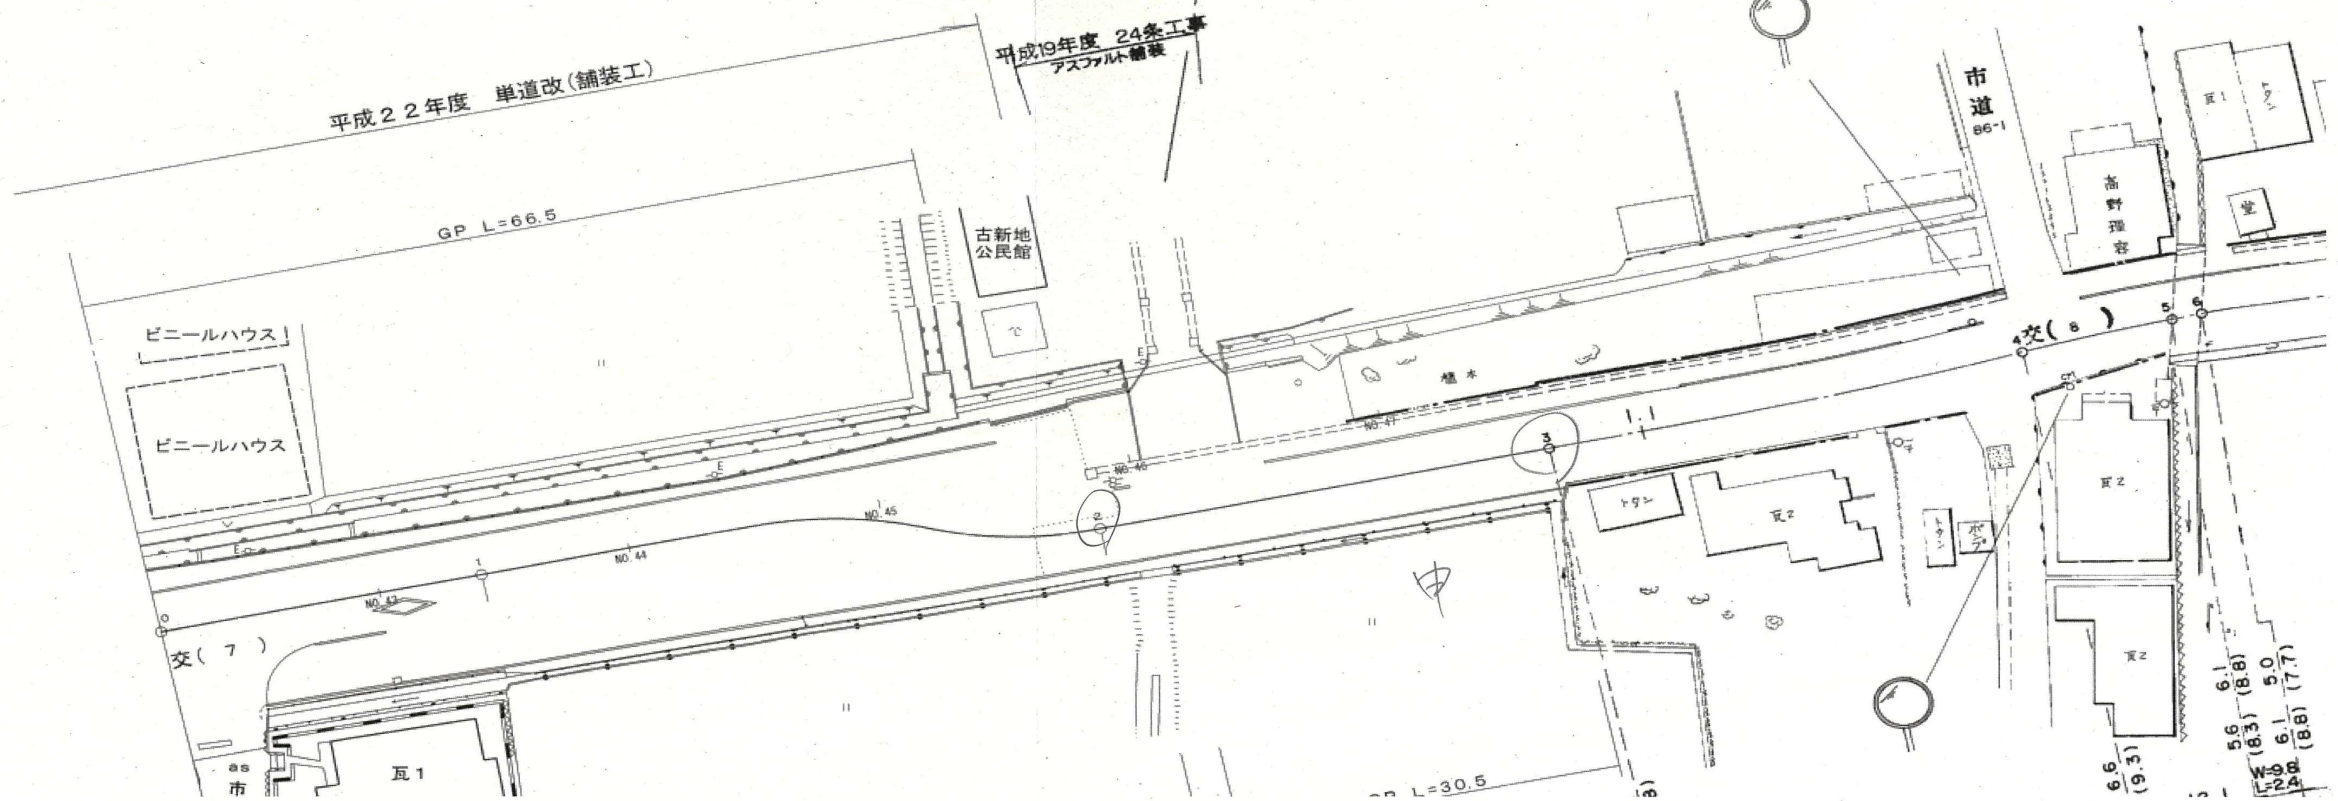 平成22年度 単道改(舗装工)
平成19年度 24条工事
アスファルト舗装
GP L=66.5
古新地
公民館
市道
86-1
瓦1
トタン
高野理容
堂
ビニールハウス
ビニールハウス
E
E
E
植木
交( 8 )
4
5
6
NO.47
NO.46
NO.45
NO.44
NO.43
0
1
2
3
1.1
トタン
瓦2
トタン
ポンプ
瓦2
瓦2
交( 7 )
申
as
市
瓦1
GP L=30.5
6.6
(9.3)
5.6
(8.3)
6.1
(8.8)
6.1
(8.8)
5.0
(7.7)
W=9.8
L=2.4